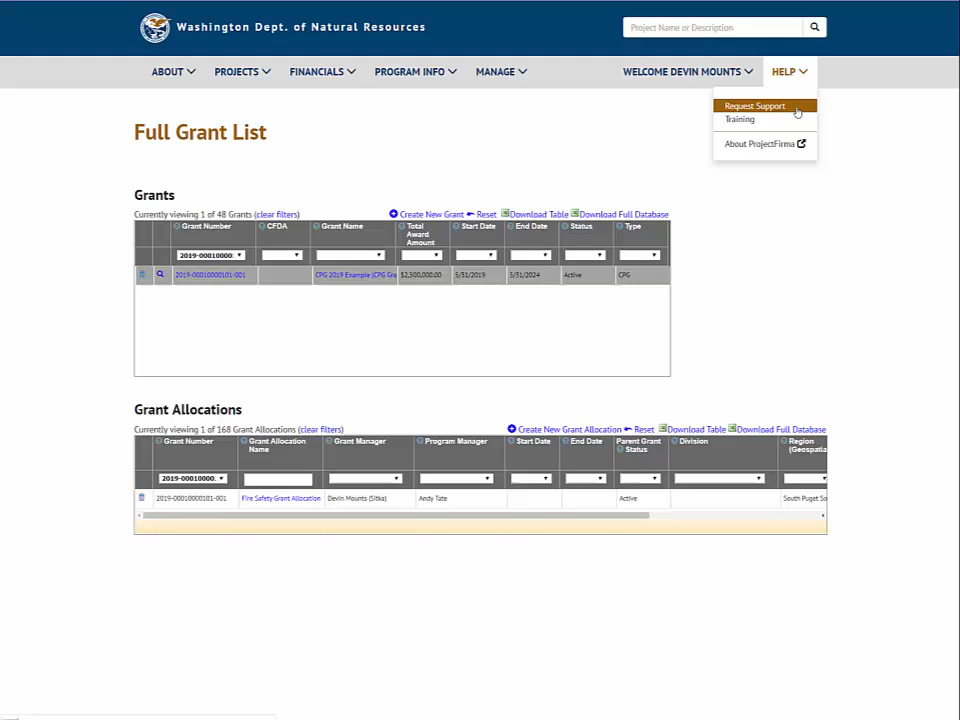 Washington Dept. of Natural Resources
Project Name or Description
ABOUT PROJECTS FINANCIALS PROGRAM INFO MANAGE WELCOME DEVIN MOUNTS HELP
Request Support
Training
About ProjectFirma
Full Grant List
Grants
Currently viewing 1 of 48 Grants (clear filters) Create New Grant Reset Download Table Download Full Database
Grant Number CFDA Grant Name Total Award Amount Start Date End Date Status Type
2019-00010000:
2019-00010000101-001 CPG 2019 Example (CPG Gra $2,500,000.00 5/31/2019 5/31/2024 Active CPG
Grant Allocations
Currently viewing 1 of 168 Grant Allocations (clear filters) Create New Grant Allocation Reset Download Table Download Full Database
Grant Number Grant Allocation Name Grant Manager Program Manager Start Date End Date Parent Grant Status Division Region (Geospatia
2019-00010000:
2019-00010000101-001 Fire Safety Grant Allocation Devin Mounts (Sitka) Andy Tate Active South Puget So